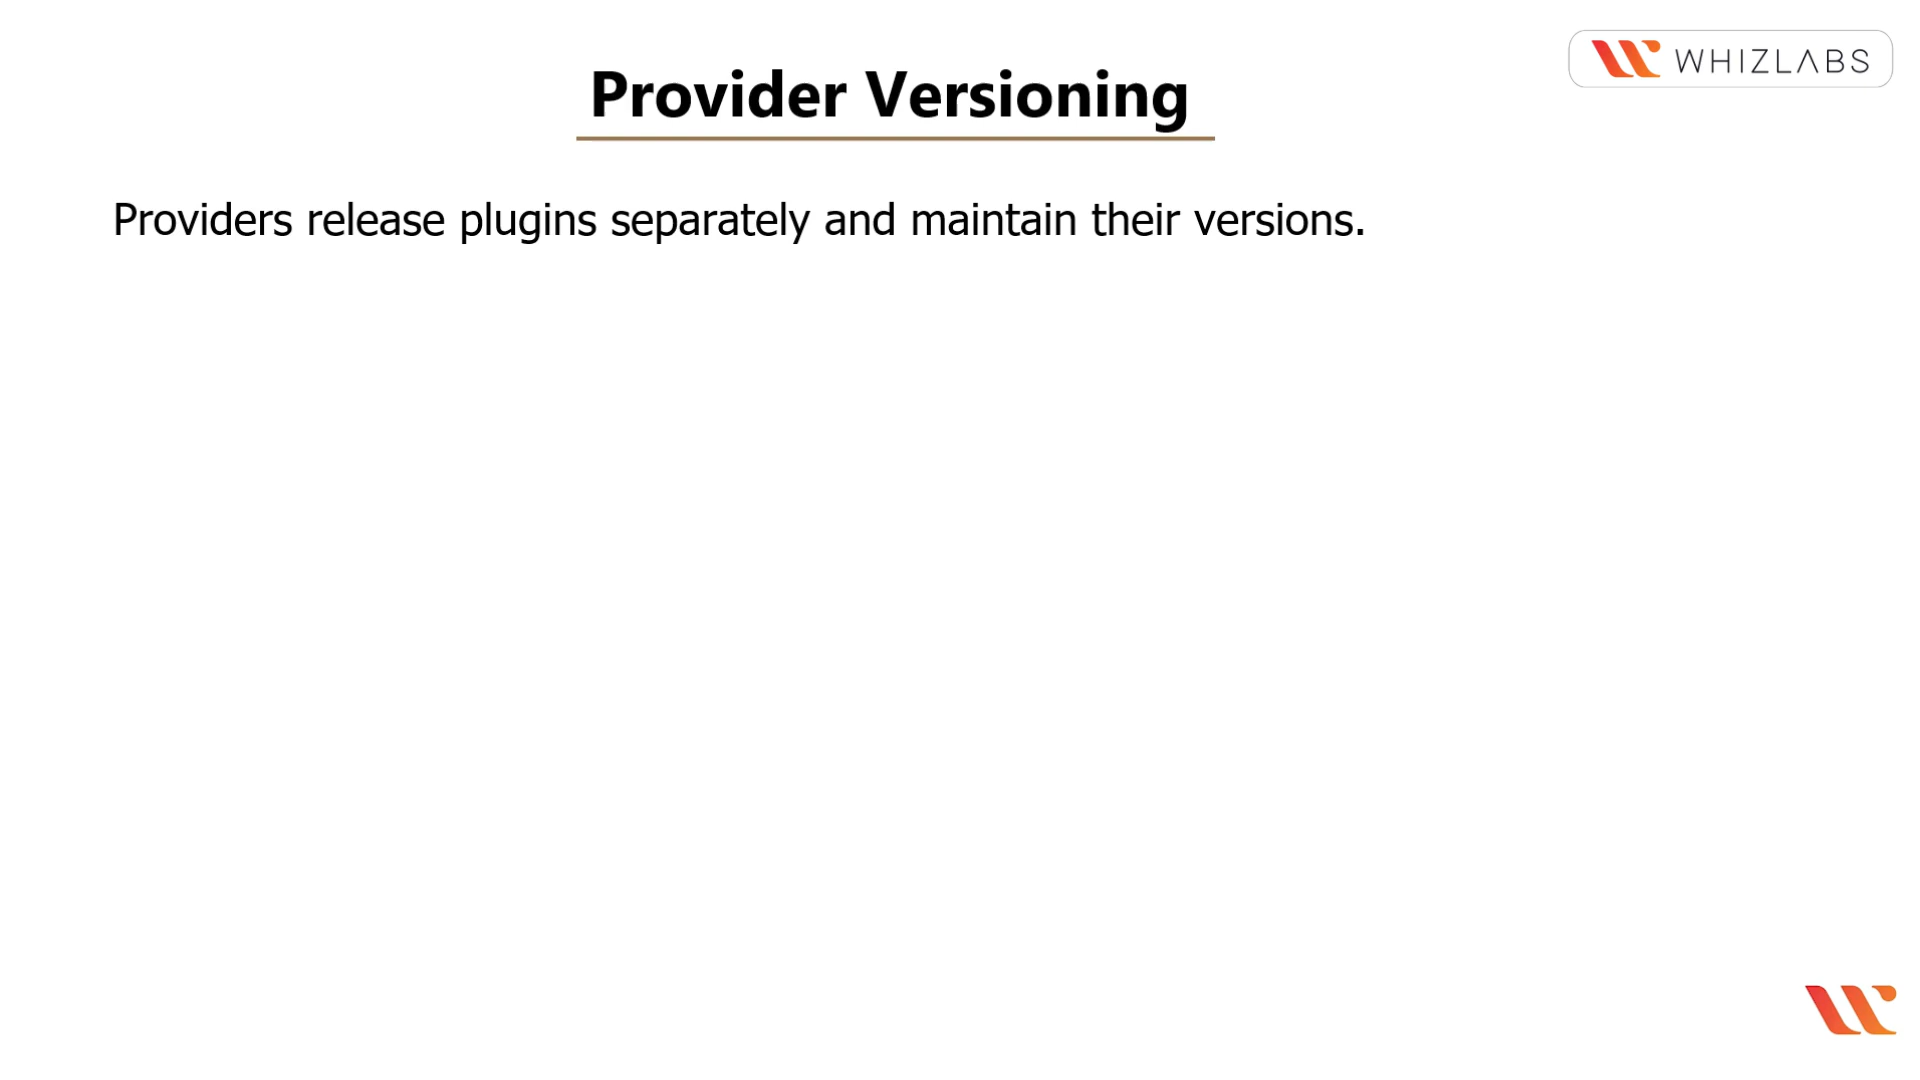 WHIZLABS
Provider Versioning
Providers release plugins separately and maintain their versions.